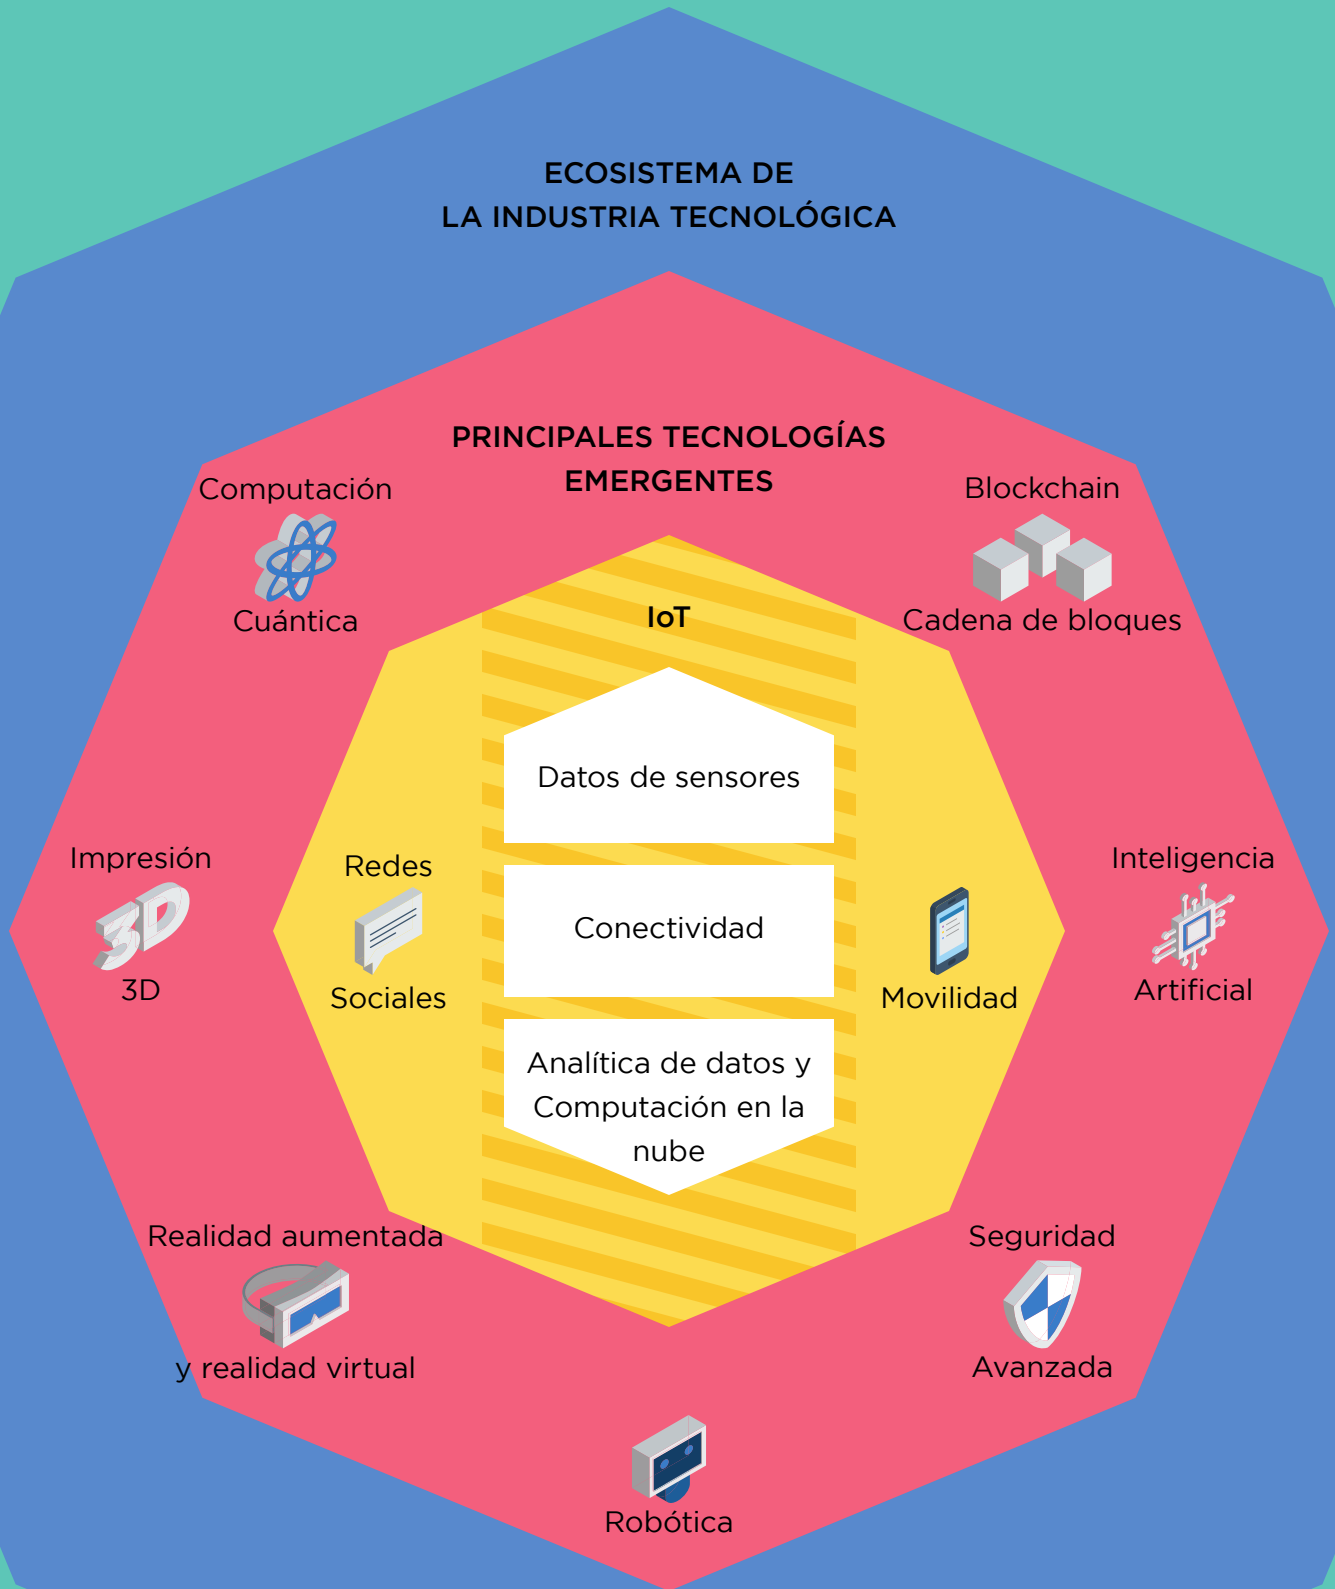 ECOSISTEMA DE
LA INDUSTRIA TECNOLÓGICA
PRINCIPALES TECNOLOGÍAS
EMERGENTES
Computación
Cuántica
Blockchain
Cadena de bloques
IoT
Datos de sensores
Conectividad
Analítica de datos y
Computación en la
nube
Impresión
3D
3D
Redes
Sociales
Movilidad
Inteligencia
Artificial
Realidad aumentada
y realidad virtual
Seguridad
Avanzada
Robótica